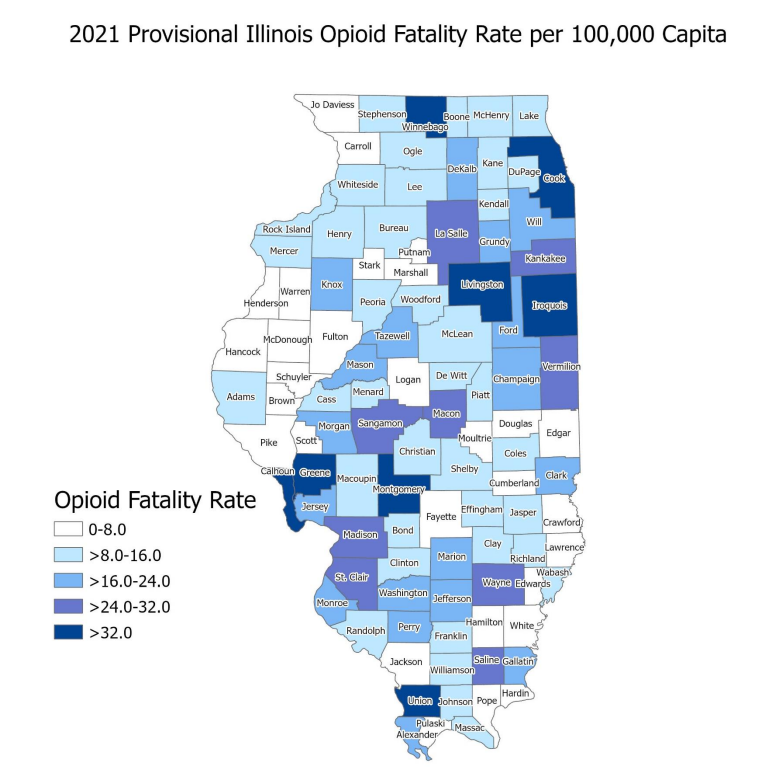 2021 Provisional Illinois Opioid Fatality Rate per 100,000 Capita
Jo Daviess
Stephenson
Winnebago
Boone
McHenry
Lake
Carroll
Ogle
DeKalb
Kane
DuPage
Cook
Whiteside
Lee
Kendall
Will
Rock Island
Henry
Bureau
La Salle
Grundy
Mercer
Putnam
Kankakee
Stark
Marshall
Knox
Livingston
Warren
Henderson
Peoria
Woodford
Iroquois
Ford
Fulton
Tazewell
McLean
McDonough
Hancock
Mason
Vermilion
Schuyler
Logan
De Witt
Champaign
Adams
Brown
Cass
Menard
Piatt
Macon
Sangamon
Morgan
Douglas
Edgar
Moultrie
Pike
Scott
Christian
Coles
Shelby
Calhoun
Greene
Macoupin
Montgomery
Cumberland
Clark
Opioid Fatality Rate
0-8.0
>8.0-16.0
>16.0-24.0
>24.0-32.0
>32.0
Jersey
Fayette
Effingham
Jasper
Crawford
Madison
Bond
Clay
Richland
Lawrence
Marion
Clinton
St. Clair
Wabash
Wayne
Edwards
Washington
Monroe
Jefferson
Randolph
Perry
Hamilton
White
Franklin
Jackson
Saline
Gallatin
Williamson
Union
Johnson
Pope
Hardin
Pulaski
Alexander
Massac